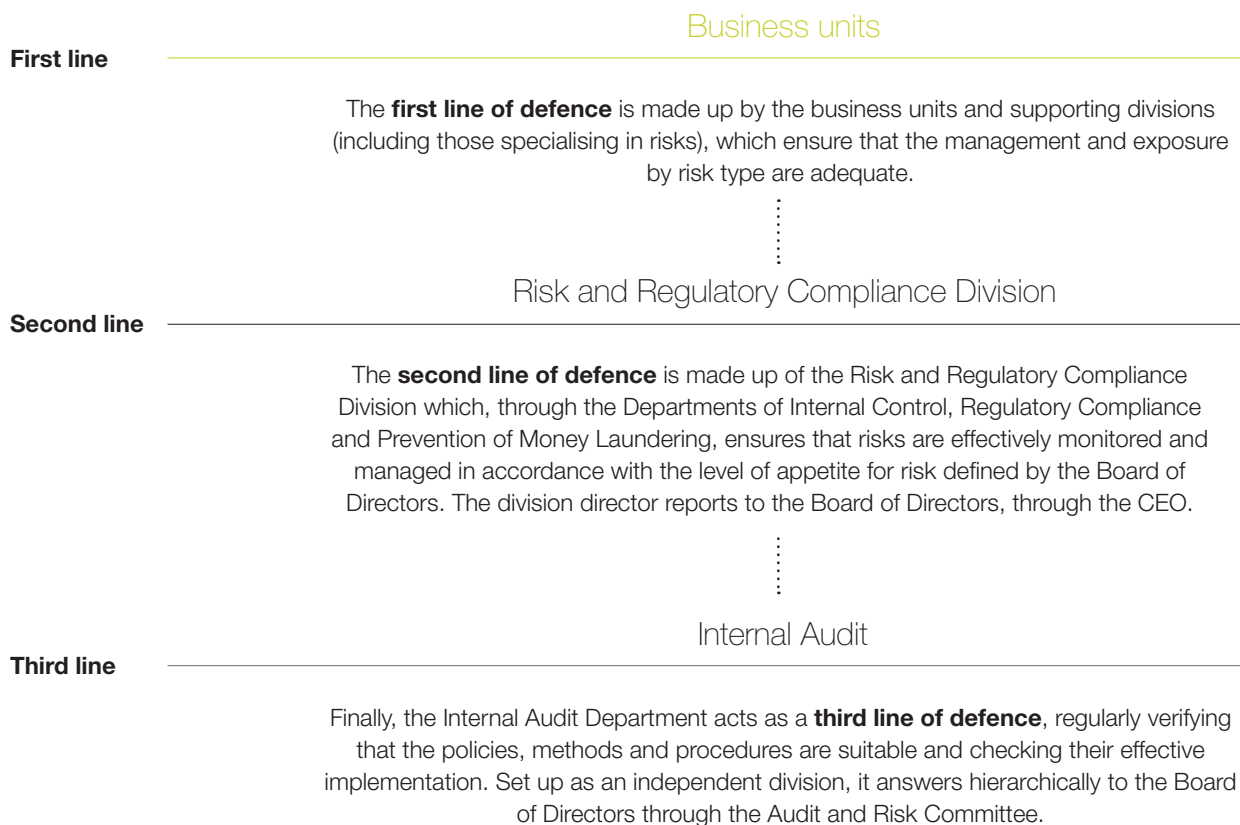 Business units
First line
The first line of defence is made up by the business units and supporting divisions
(including those specialising in risks), which ensure that the management and exposure
by risk type are adequate.
Risk and Regulatory Compliance Division
Second line
The second line of defence is made up of the Risk and Regulatory Compliance
Division which, through the Departments of Internal Control, Regulatory Compliance
and Prevention of Money Laundering, ensures that risks are effectively monitored and
managed in accordance with the level of appetite for risk defined by the Board of
Directors. The division director reports to the Board of Directors, through the CEO.
Internal Audit
Third line
Finally, the Internal Audit Department acts as a third line of defence, regularly verifying
that the policies, methods and procedures are suitable and checking their effective
implementation. Set up as an independent division, it answers hierarchically to the Board
of Directors through the Audit and Risk Committee.